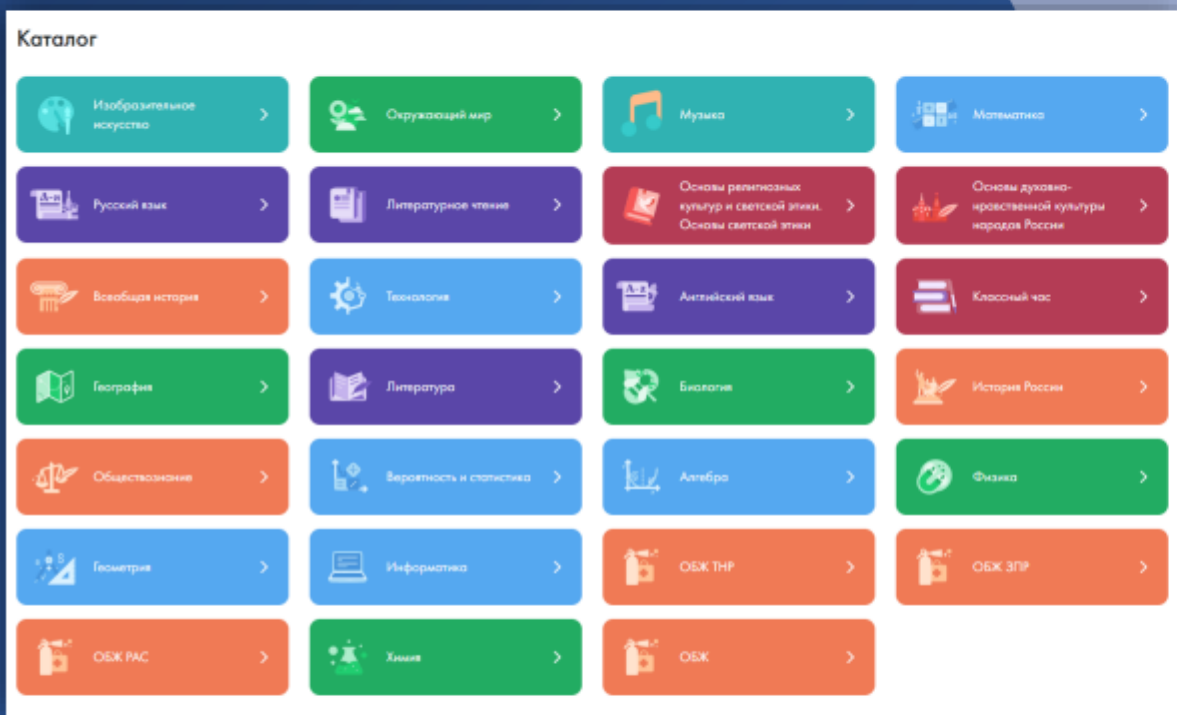 Каталог
Изобразительное
искусство
Окружающий мир
Музыка
Математика
Русский язык
Литературное чтение
Основы религиозных
культур и светской этики.
Основы светской этики
Основы духовно-
нравственной культуры
народов России
Всеобщая история
Технология
Английский язык
Классный час
География
Литература
Биология
История России
Обществознание
Вероятность и статистика
Алгебра
Физика
Геометрия
Информатика
ОБЖ ТНР
ОБЖ ЗПР
ОБЖ РАС
Химия
ОБЖ